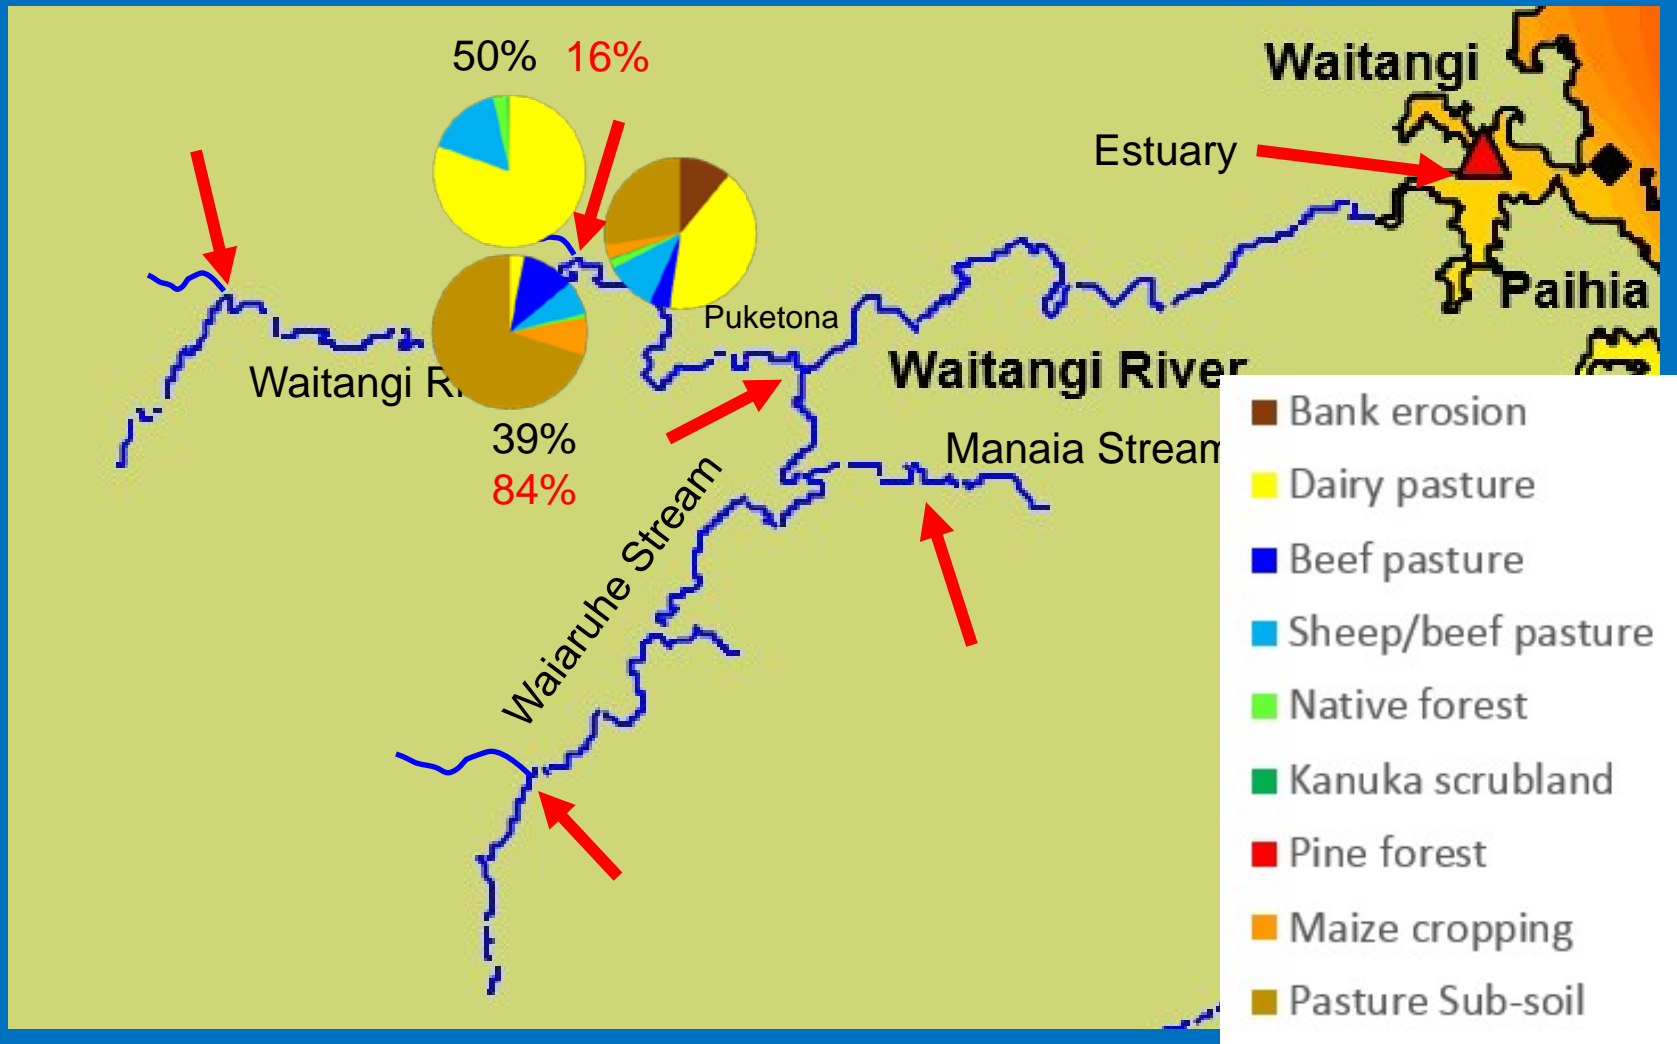 50% 16%
Waitangi
Estuary
Paihia
Puketona
Waitangi River
Waitangi R
39%
84%
Manaia Stream
Waiaruhe Stream
Bank erosion
Dairy pasture
Beef pasture
Sheep/beef pasture
Native forest
Kanuka scrubland
Pine forest
Maize cropping
Pasture Sub-soil